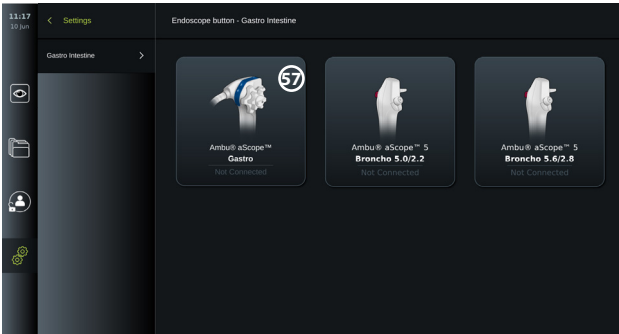 11:17
10 Jun
Settings
Endoscope button - Gastro Intestine
Gastro Intestine
57
Ambu® aScope™
Gastro
Not Connected
Ambu® aScope™ 5
Broncho 5.0/2.2
Not Connected
Ambu® aScope™ 5
Broncho 5.6/2.8
Not Connected